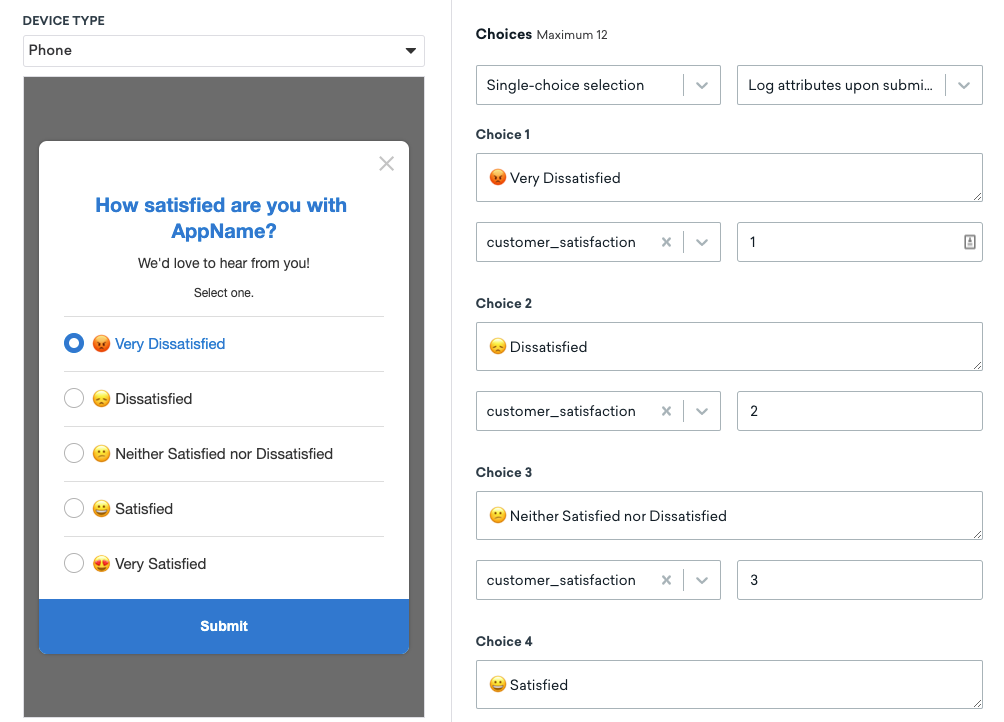 DEVICE TYPE
Phone
How satisfied are you with
AppName?
We'd love to hear from you!
Select one.
😡 Very Dissatisfied
😞 Dissatisfied
😕 Neither Satisfied nor Dissatisfied
😀 Satisfied
😍 Very Satisfied
Submit
Choices Maximum 12
Single-choice selection
Log attributes upon submi...
Choice 1
😡 Very Dissatisfied
customer_satisfaction
1
Choice 2
😞 Dissatisfied
customer_satisfaction
2
Choice 3
😕 Neither Satisfied nor Dissatisfied
customer_satisfaction
3
Choice 4
😀 Satisfied